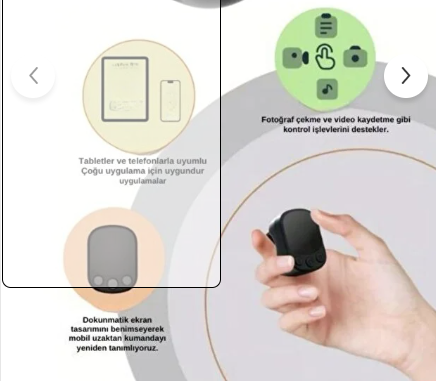 Fotoğraf çekme ve video kaydetme gibi
kontrol işlevlerini destekler.
Tabletler ve telefonlarla uyumlu
Çoğu uygulama için uygundur
uygulamalar
Dokunmatik ekran
tasarımını benimseyerek
mobil uzaktan kumandayı
yeniden tanımlıyoruz.